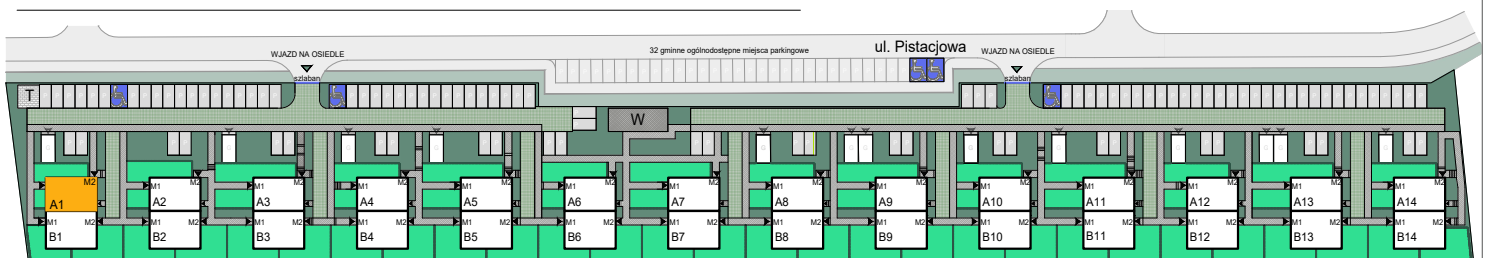 WJAZD NA OSIEDLE
32 gminne ogólnodostępne miejsca parkingowe
ul. Pistacjowa
WJAZD NA OSIEDLE
szlaban
szlaban
T
W
G G G G G G G G G G G G
M2 M1 M2 M1 M2 M1 M2 M1 M2 M1 M2 M1 M2 M1 M2 M1 M2 M1 M2 M1 M2 M1 M2 M1 M2 M1 M2
A1 A2 A3 A4 A5 A6 A7 A8 A9 A10 A11 A12 A13 A14
M1 M2 M1 M2 M1 M2 M1 M2 M1 M2 M1 M2 M1 M2 M1 M2 M1 M2 M1 M2 M1 M2 M1 M2 M1 M2 M1 M2
B1 B2 B3 B4 B5 B6 B7 B8 B9 B10 B11 B12 B13 B14